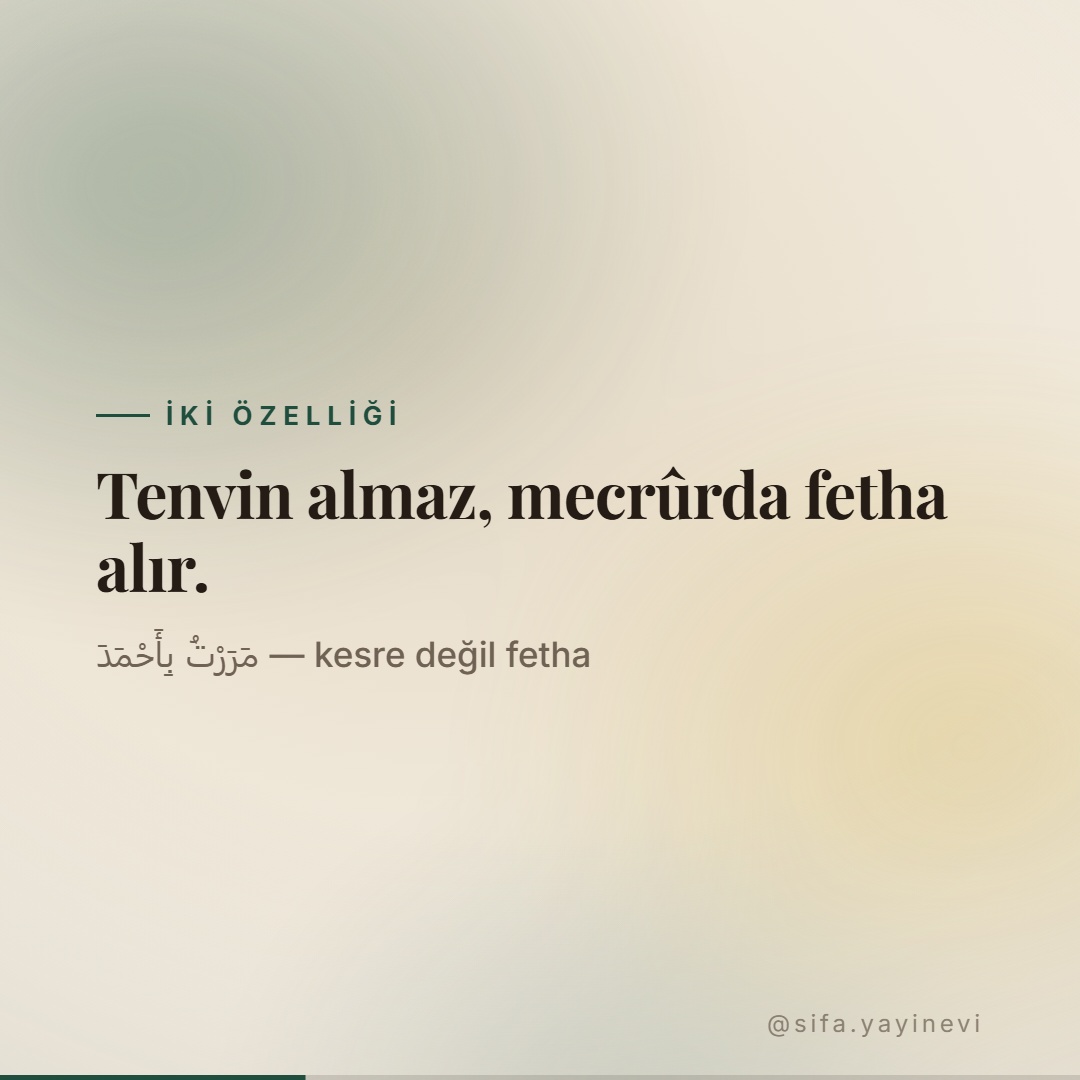 İKİ ÖZELLİĞİ
Tenvin almaz, mecrûrda fetha
alır.
مَرَرْتُ بِأَحْمَدَ — kesre değil fetha
@sifa.yayinevi